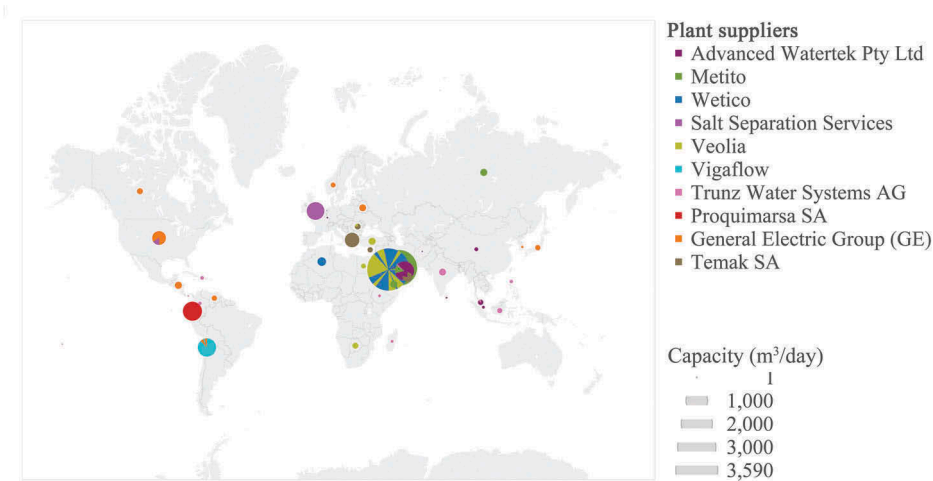 Plant suppliers
Advanced Watertek Pty Ltd
Metito
Wetico
Salt Separation Services
Veolia
Vigaflow
Trunz Water Systems AG
Proquimarsa SA
General Electric Group (GE)
Temak SA
Capacity (m³/day)
1
1,000
2,000
3,000
3,590